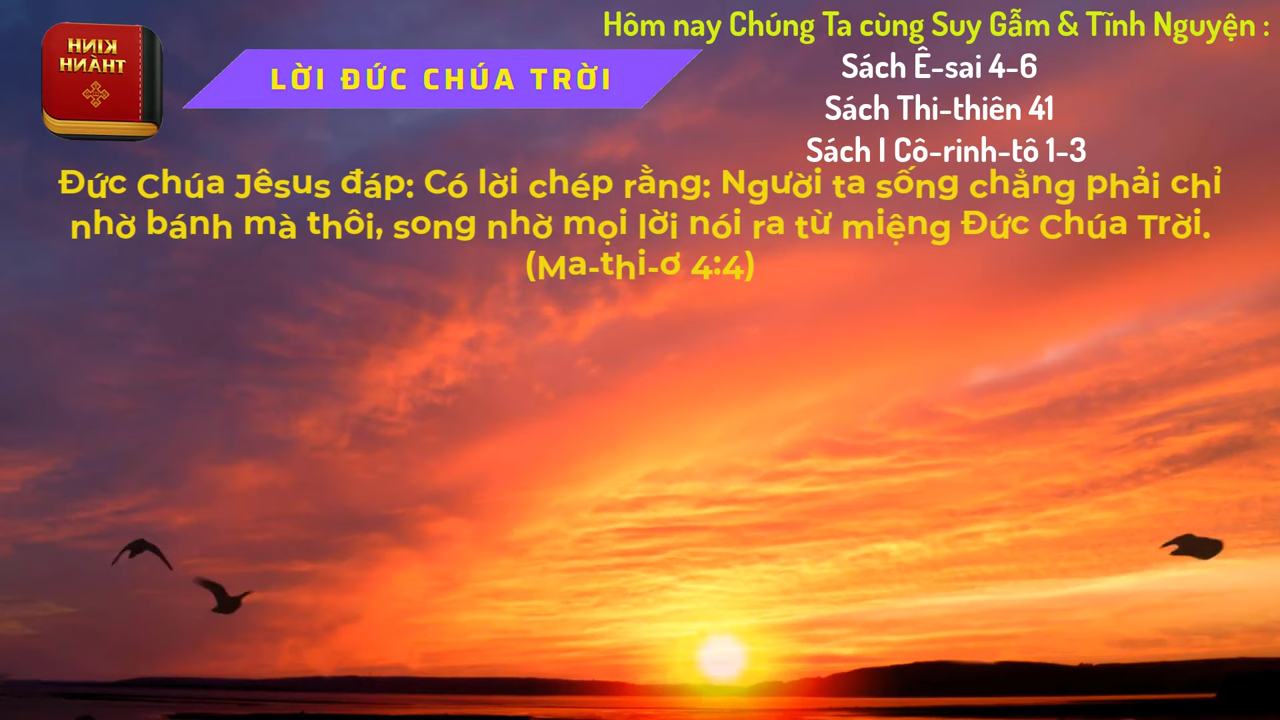 KINH
THÁNH
LỜI ĐỨC CHÚA TRỜI
Hôm nay Chúng Ta cùng Suy Gẫm & Tĩnh Nguyện :
Sách Ê-sai 4-6
Sách Thi-thiên 41
Sách I Cô-rinh-tô 1-3
Đức Chúa Jêsus đáp: Có lời chép rằng: Người ta sống chẳng phải chỉ
nhờ bánh mà thôi, song nhờ mọi lời nói ra từ miệng Đức Chúa Trời.
(Ma-thi-ơ 4:4)